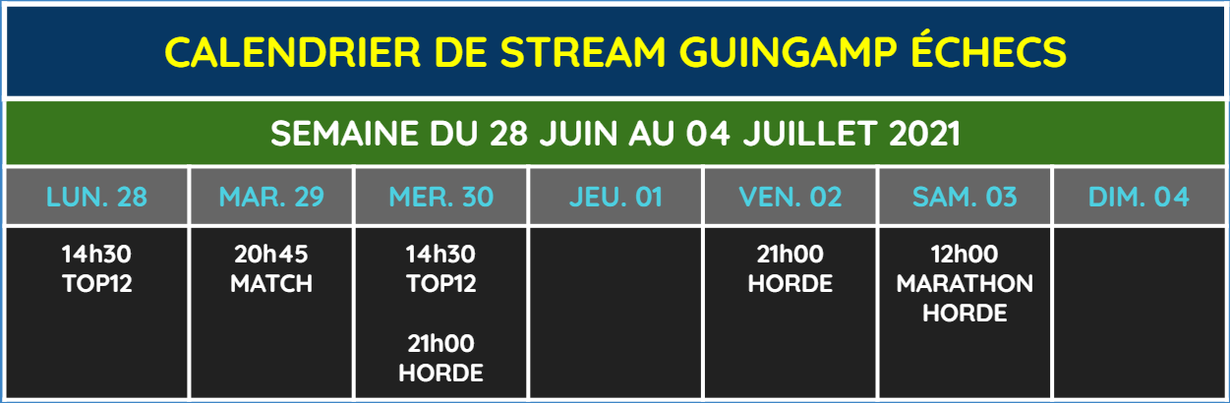 CALENDRIER DE STREAM GUINGAMP ÉCHECS
SEMAINE DU 28 JUIN AU 04 JUILLET 2021
LUN. 28
MAR. 29
MER. 30
JEU. 01
VEN. 02
SAM. 03
DIM. 04
14h30
TOP12
20h45
MATCH
14h30
TOP12
21h00
HORDE
21h00
HORDE
12h00
MARATHON
HORDE